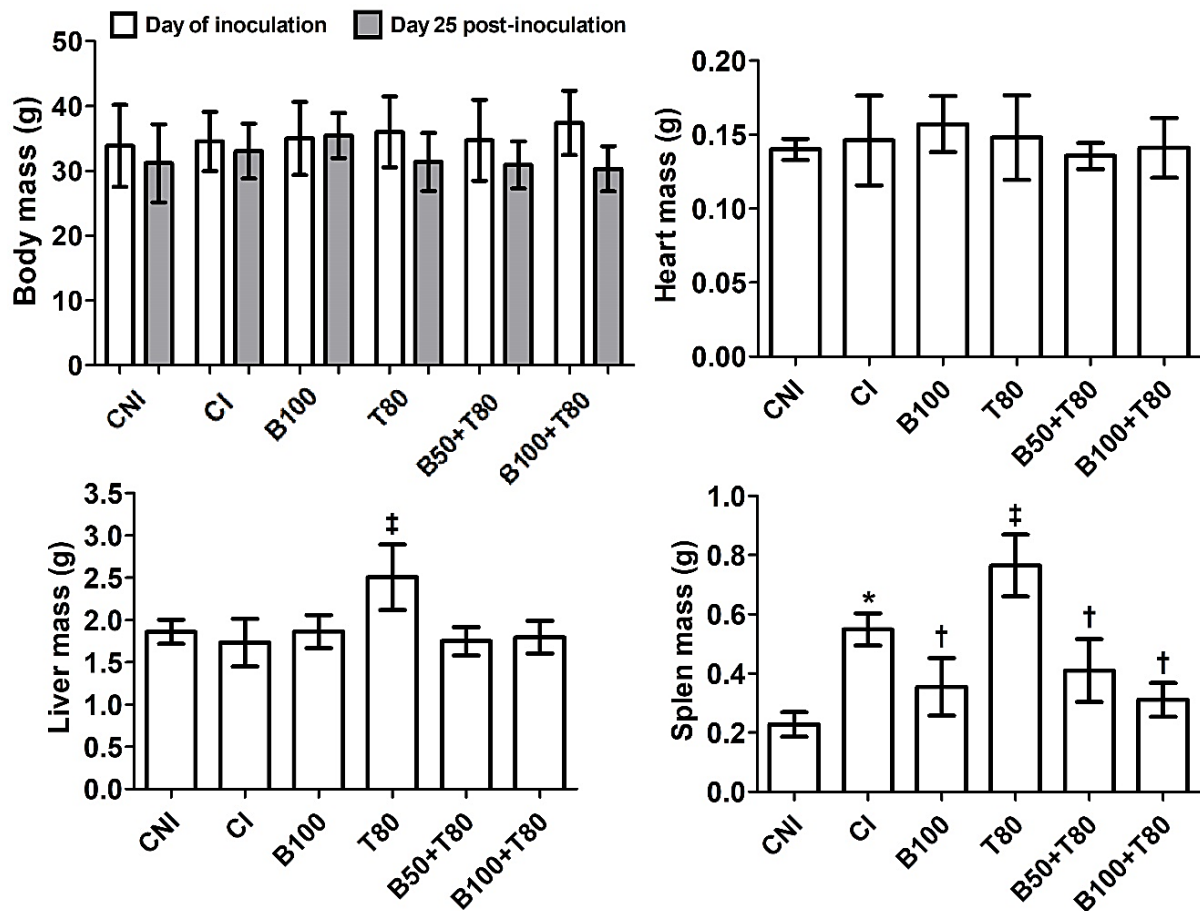 Day of inoculation Day 25 post-inoculation
Body mass (g)
50
40
30
20
10
0
CNI CI B100 T80 B50+T80 B100+T80
Heart mass (g)
0.20
0.15
0.10
0.05
0.00
CNI CI B100 T80 B50+T80 B100+T80
Liver mass (g)
3.5
3.0
2.5
2.0
1.5
1.0
0.5
0.0
‡
CNI CI B100 T80 B50+T80 B100+T80
Splen mass (g)
1.0
0.8
0.6
0.4
0.2
0.0
* † ‡ † †
CNI CI B100 T80 B50+T80 B100+T80